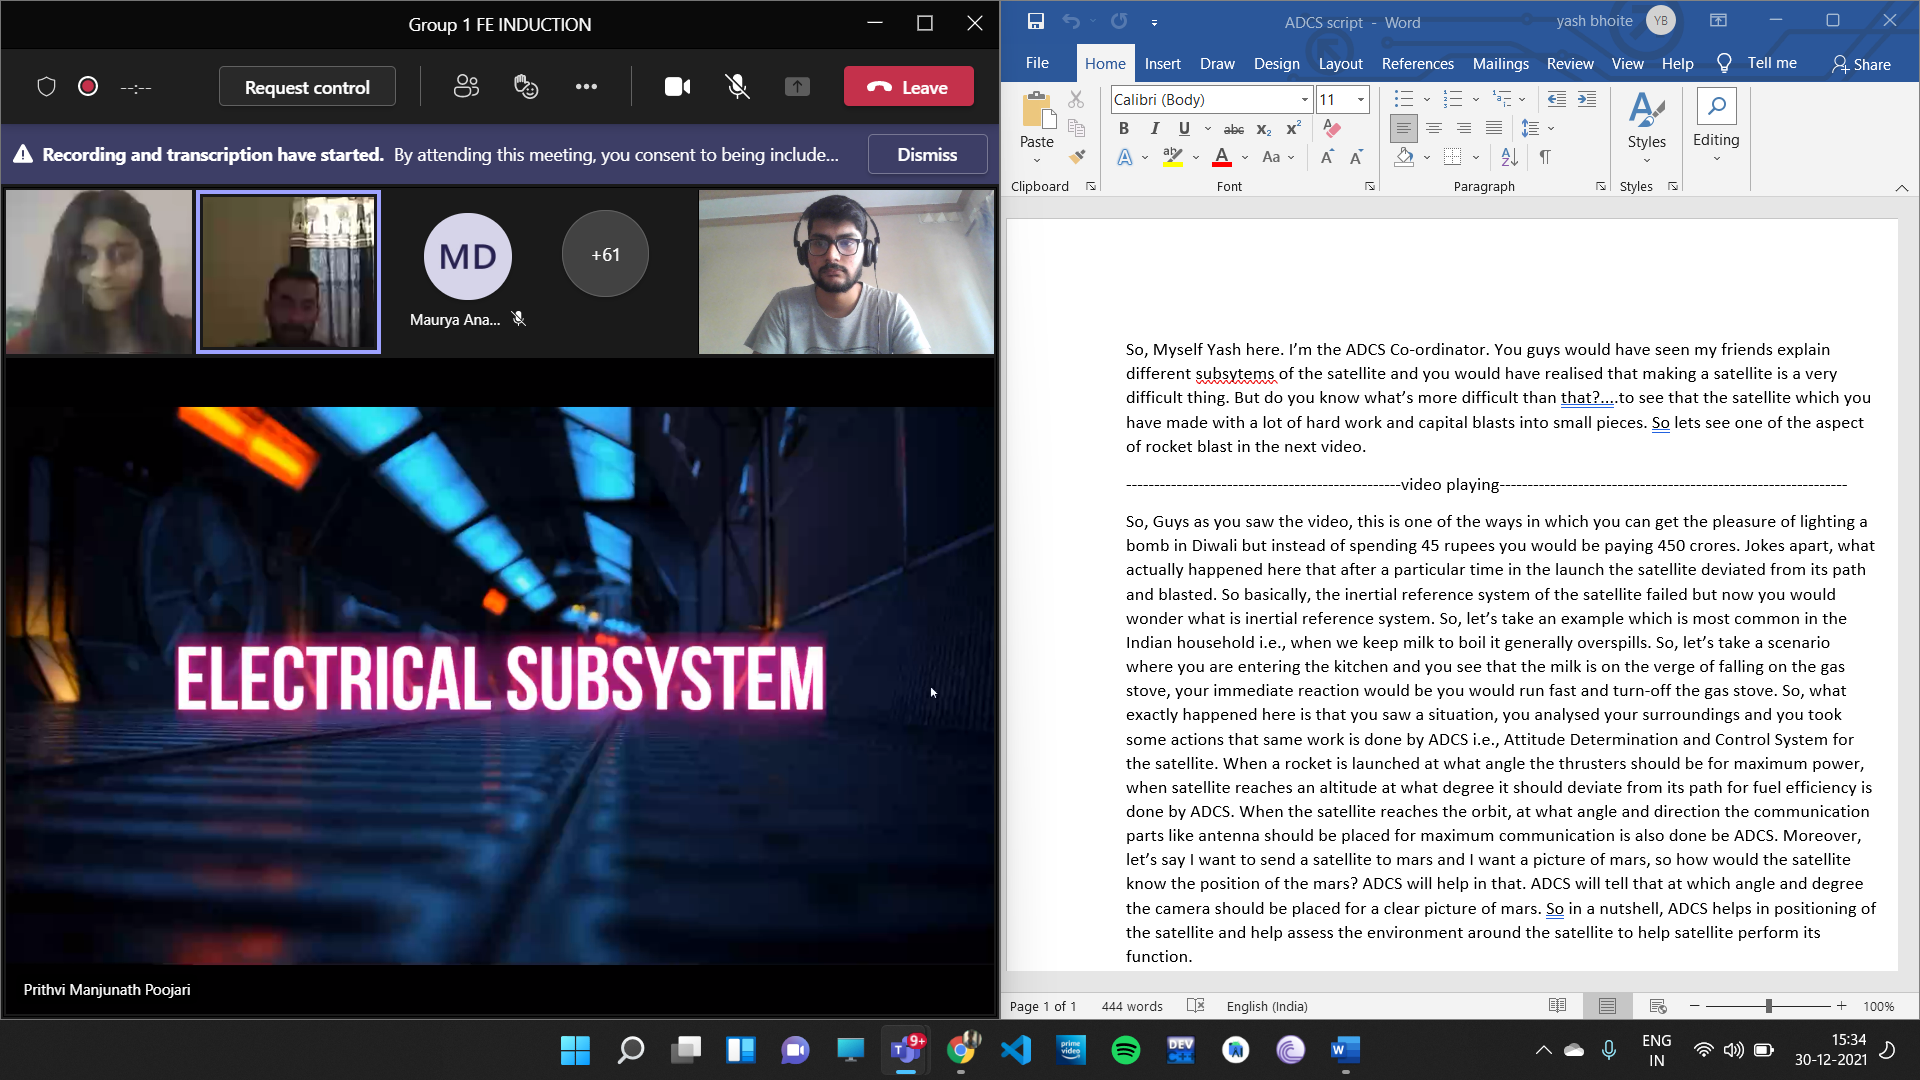 Group 1 FE INDUCTION
--:--
Request control
Leave
Recording and transcription have started. By attending this meeting, you consent to being include...
Dismiss
MD
Maurya Ana...
+61
ELECTRICAL SUBSYSTEM
Prithvi Manjunath Poojari
ADCS script - Word
yash bhoite
YB
File
Home
Insert
Draw
Design
Layout
References
Mailings
Review
View
Help
Tell me
Share
Paste
Clipboard
Calibri (Body)
11
B I U abc x₂ x²
A A Aa A A
Font
Paragraph
Styles
Styles
Editing
So, Myself Yash here. I’m the ADCS Co-ordinator. You guys would have seen my friends explain
different subsytems of the satellite and you would have realised that making a satellite is a very
difficult thing. But do you know what’s more difficult than that?....to see that the satellite which you
have made with a lot of hard work and capital blasts into small pieces. So lets see one of the aspect
of rocket blast in the next video.
-------------------------------------------------video playing--------------------------------------------------------------
So, Guys as you saw the video, this is one of the ways in which you can get the pleasure of lighting a
bomb in Diwali but instead of spending 45 rupees you would be paying 450 crores. Jokes apart, what
actually happened here that after a particular time in the launch the satellite deviated from its path
and blasted. So basically, the inertial reference system of the satellite failed but now you would
wonder what is inertial reference system. So, let’s take an example which is most common in the
Indian household i.e., when we keep milk to boil it generally overspills. So, let’s take a scenario
where you are entering the kitchen and you see that the milk is on the verge of falling on the gas
stove, your immediate reaction would be you would run fast and turn-off the gas stove. So, what
exactly happened here is that you saw a situation, you analysed your surroundings and you took
some actions that same work is done by ADCS i.e., Attitude Determination and Control System for
the satellite. When a rocket is launched at what angle the thrusters should be for maximum power,
when satellite reaches an altitude at what degree it should deviate from its path for fuel efficiency is
done by ADCS. When the satellite reaches the orbit, at what angle and direction the communication
parts like antenna should be placed for maximum communication is also done be ADCS. Moreover,
let’s say I want to send a satellite to mars and I want a picture of mars, so how would the satellite
know the position of the mars? ADCS will help in that. ADCS will tell that at which angle and degree
the camera should be placed for a clear picture of mars. So in a nutshell, ADCS helps in positioning of
the satellite and help assess the environment around the satellite to help satellite perform its
function.
Page 1 of 1
444 words
English (India)
100%
9+
prime video
DEV C++
ENG
IN
15:34
30-12-2021